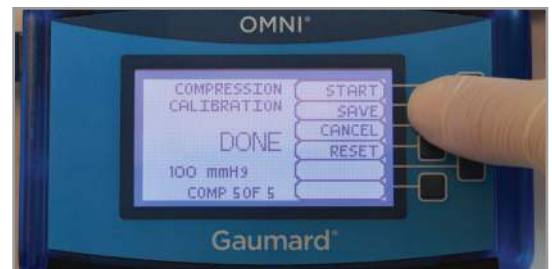 OMNI®
COMPRESSION
CALIBRATION
DONE
100 mmHg
COMP 5 OF 5
START
SAVE
CANCEL
RESET
Gaumard®